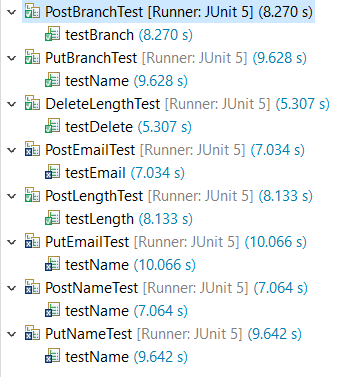 PostBranchTest [Runner: JUnit 5] (8.270 s)
testBranch (8.270 s)
PutBranchTest [Runner: JUnit 5] (9.628 s)
testName (9.628 s)
DeleteLengthTest [Runner: JUnit 5] (5.307 s)
testDelete (5.307 s)
PostEmailTest [Runner: JUnit 5] (7.034 s)
testEmail (7.034 s)
PostLengthTest [Runner: JUnit 5] (8.133 s)
testLength (8.133 s)
PutEmailTest [Runner: JUnit 5] (10.066 s)
testName (10.066 s)
PostNameTest [Runner: JUnit 5] (7.064 s)
testName (7.064 s)
PutNameTest [Runner: JUnit 5] (9.642 s)
testName (9.642 s)